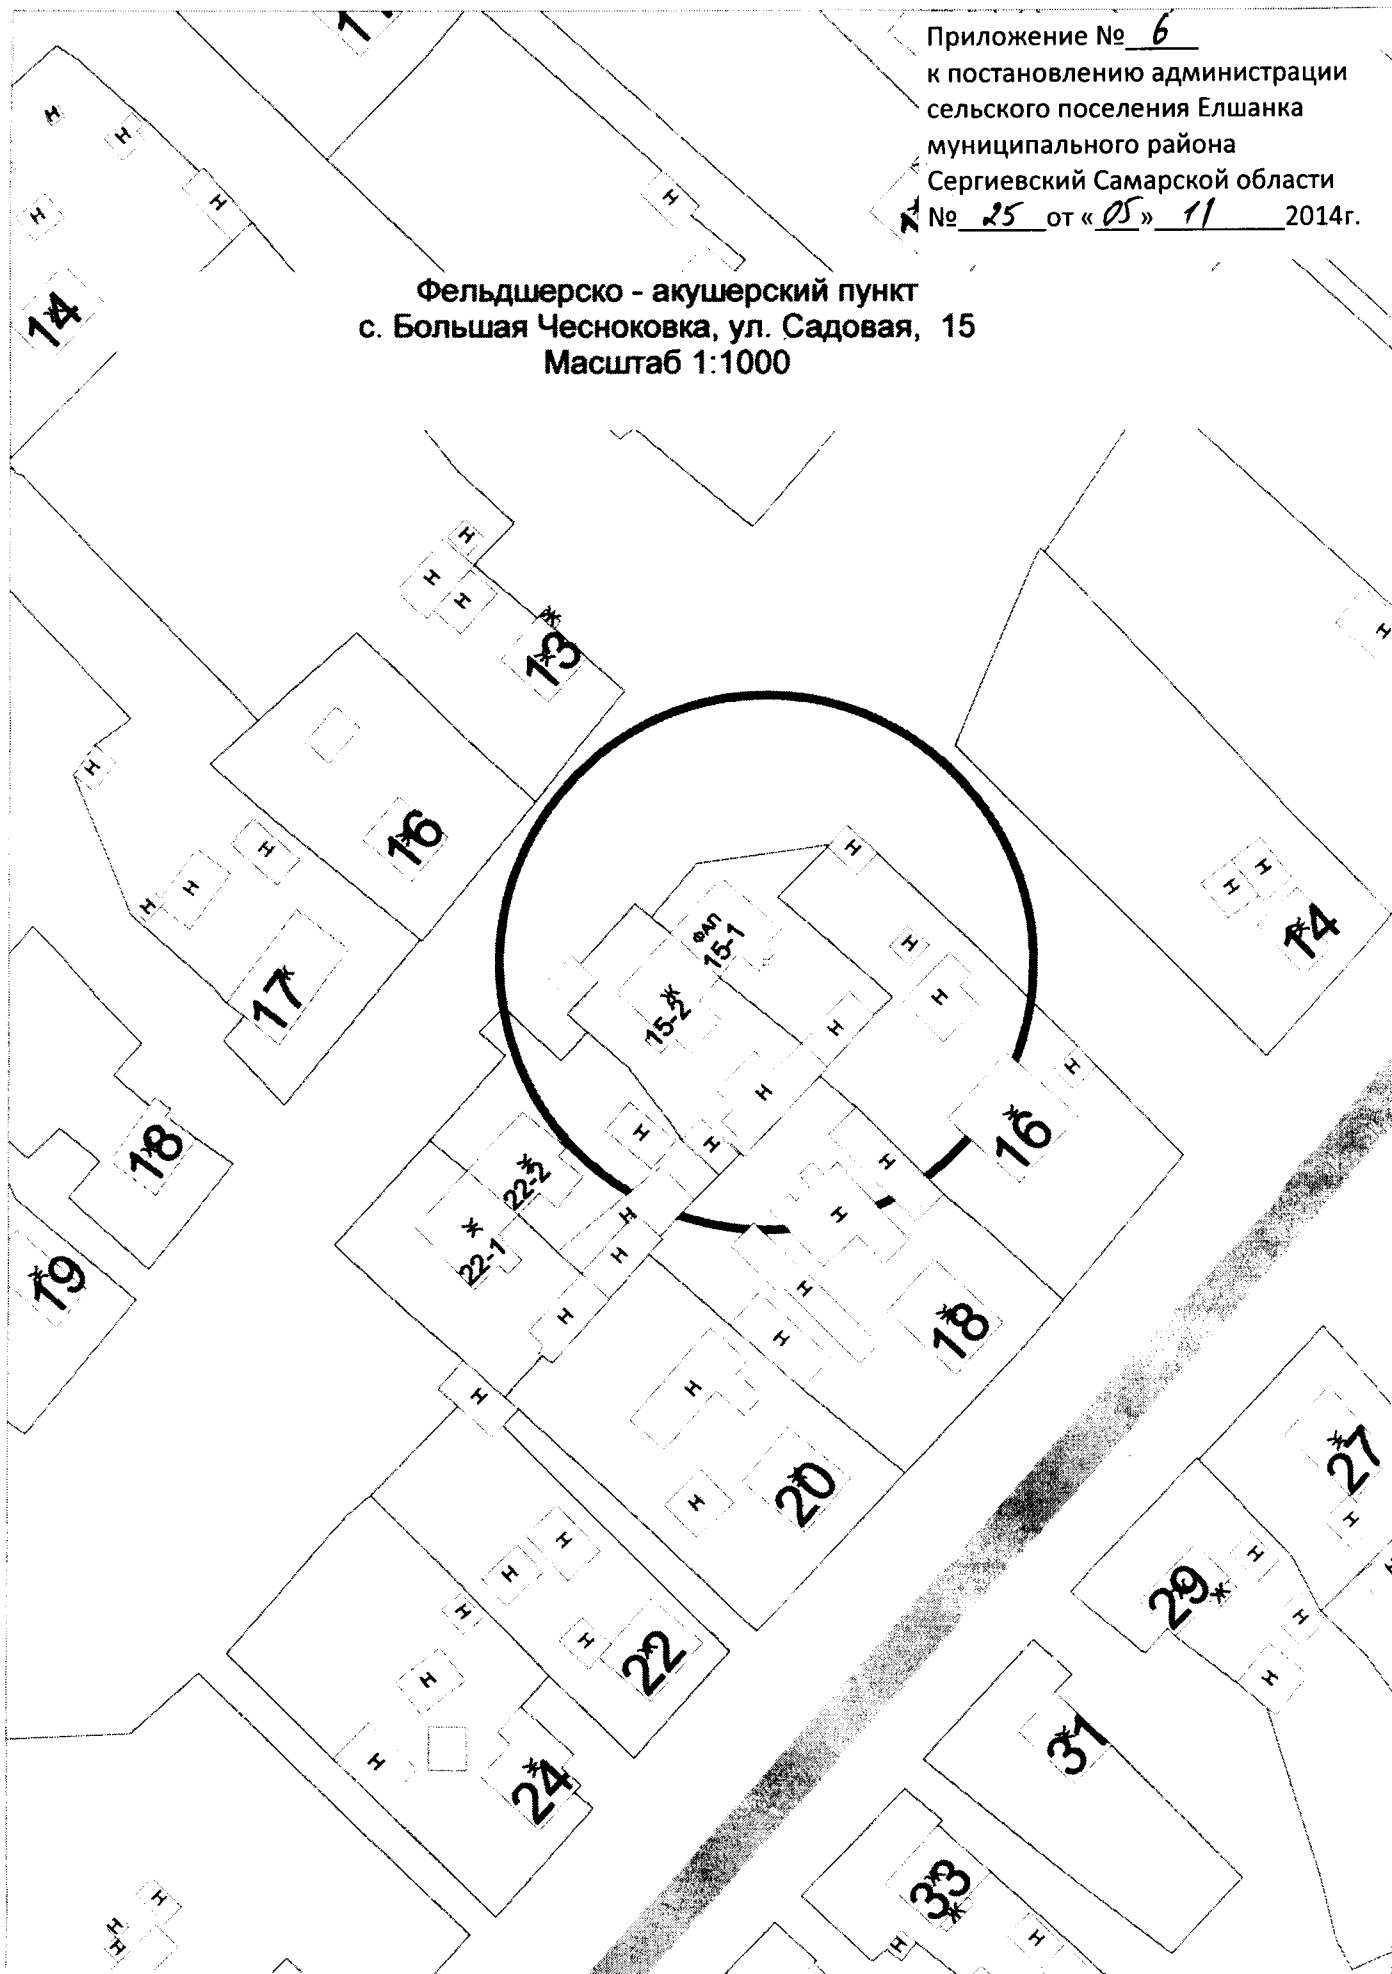 Приложение № 6
к постановлению администрации
сельского поселения Елшанка
муниципального района
Сергиевский Самарской области
№ 25 от « 05 » 11 2014г.
Фельдшерско - акушерский пункт
с. Большая Чесноковка, ул. Садовая, 15
Масштаб 1:1000
Н
Н
Н
Н
Н
14
Ж
Н
Н
Н
Ж
13
Ж
Н
Н
16
Ж
Н
Н
Н
17
Ж
Н
Н
14
Ж
Н
ФАП
15-1
Н
Н
Ж
15-2
Н
Н
Н
16
Ж
Н
Н
Н
18
Ж
22-2
Ж
22-1
Ж
Н
Н
Н
Н
19
Ж
Н
Н
Н
18
Ж
Н
Н
Н
20
Ж
27
Ж
Н
Н
Н
Н
Н
Н
22
Ж
29
Ж
Ж
Н
Н
Н
Н
Н
24
Ж
31
Ж
33
Ж
Ж
Н
Н
Н
Н
Н